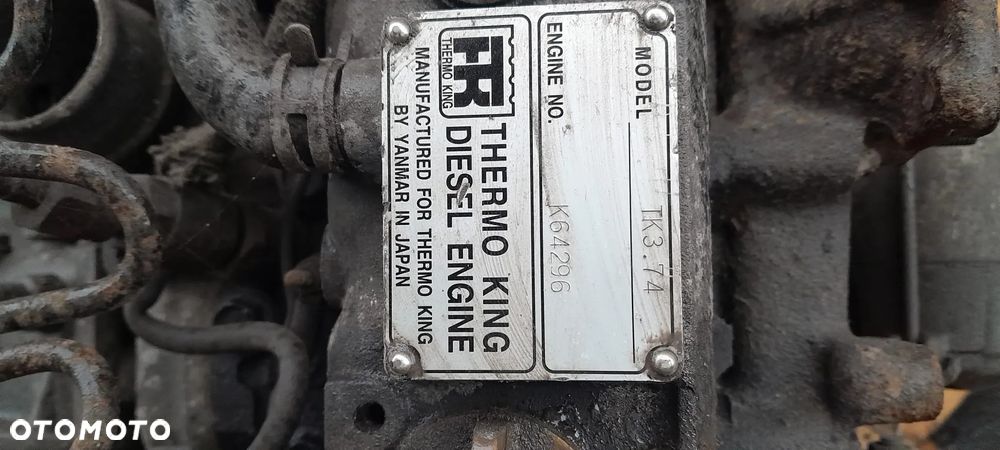 THERMO KING
THERMO KING
DIESEL ENGINE
MANUFACTURED FOR THERMO KING
BY YANMAR IN JAPAN
MODEL TK3.74
ENGINE NO. K64296
OTOMOTO